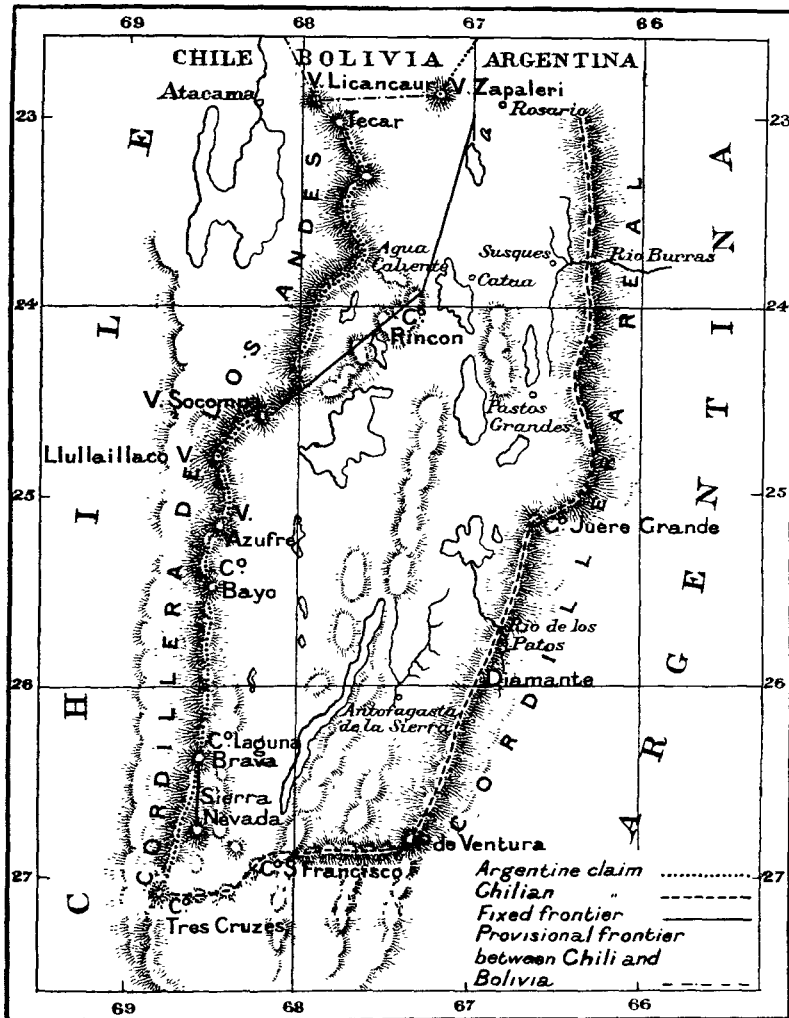 69 68 67 66
CHILE BOLIVIA ARGENTINA
V. Licancaur V. Zapaleri
Atacama
Rosario
23 23
Tecar
Agua
Caliente
Susques
Rio Burras
Catua
24 24
Co
Rincon
V. Socompa
Pastos
Grandes
Llullaillaco V.
25 25
V.
Azufre
Co Juere Grande
Co
Bayo
Rio de los
Patos
Diamante
26 26
Antofagasta
de la Sierra
Co Laguna
Brava
Sierra
Nevada
de Ventura
Co S. Francisco
27 27
Co
Tres Cruzes
CHILE
CORDILLERA DE LOS ANDES
CORDILLERA REAL
ARGENTINA
Argentine claim
Chilian "
Fixed frontier
Provisional frontier
between Chili and
Bolivia
69 68 67 66